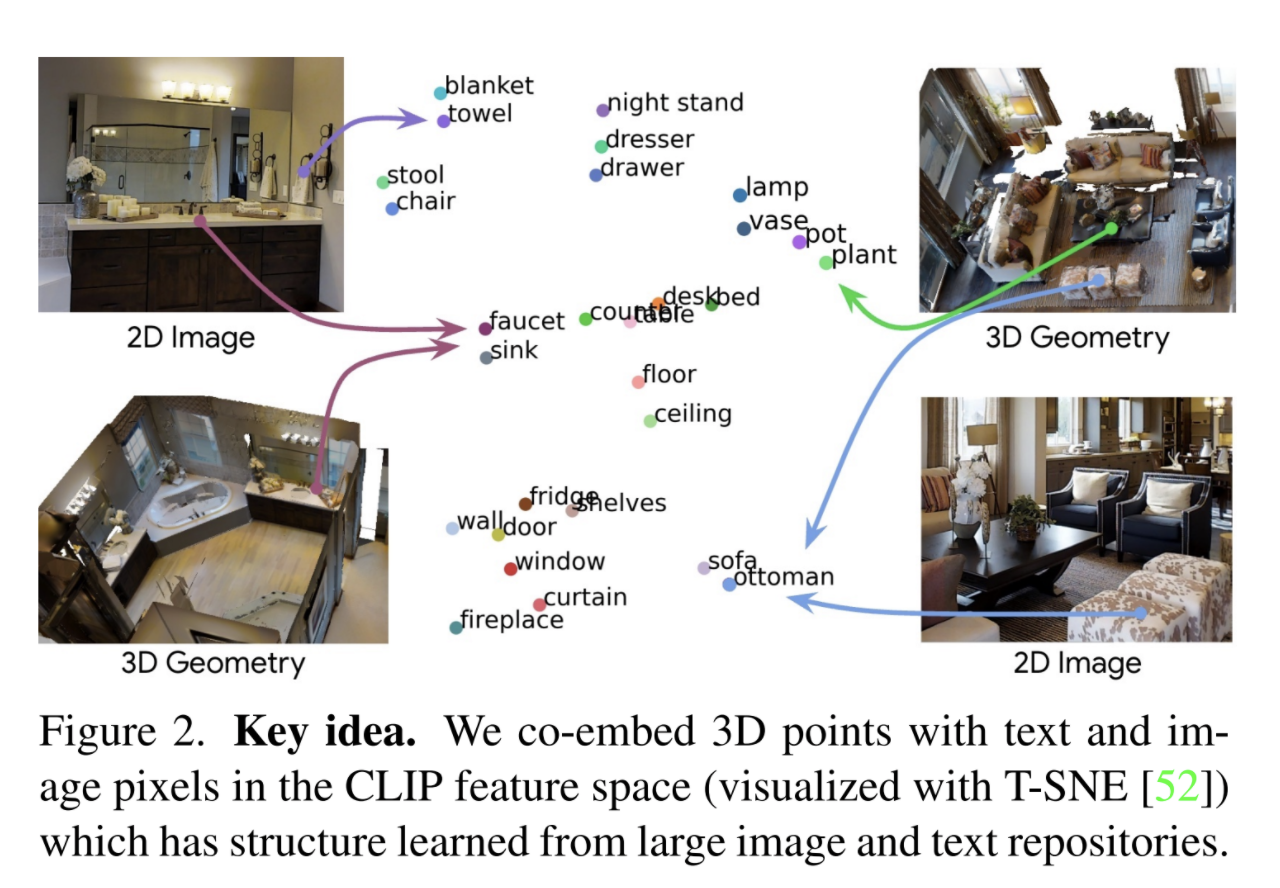 blanket
towel
night stand
dresser
drawer
stool
chair
lamp
vase
pot
plant
desk
bed
counter
table
faucet
sink
2D Image
3D Geometry
floor
ceiling
fridge
shelves
wall
door
window
sofa
ottoman
curtain
fireplace
3D Geometry
2D Image
Figure 2. Key idea. We co-embed 3D points with text and im-
age pixels in the CLIP feature space (visualized with T-SNE [52])
which has structure learned from large image and text repositories.